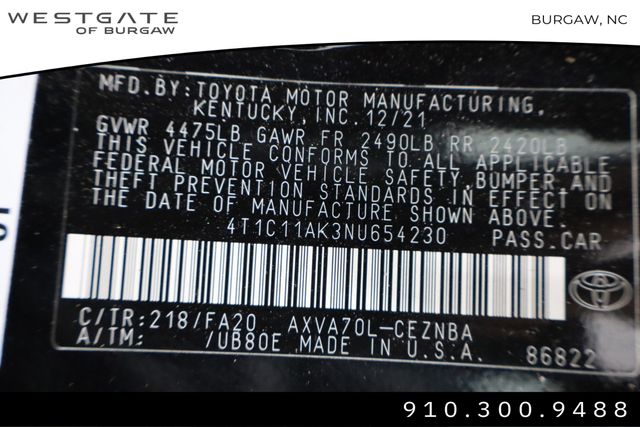 WESTGATE
OF BURGAW
BURGAW, NC
MFD.BY:TOYOTA MOTOR MANUFACTURING,
KENTUCKY,INC.12/21
GVWR 4475LB GAWR FR 2490LB RR 2420LB
THIS VEHICLE CONFORMS TO ALL APPLICABLE
FEDERAL MOTOR VEHICLE SAFETY,BUMPER,AND
THEFT PREVENTION STANDARDS IN EFFECT ON
THE DATE OF MANUFACTURE SHOWN ABOVE.
4T1C11AK3NU654230 PASS.CAR
C/TR:218/FA20 AXVA70L-CEZNBA
A/TM: /UB80E MADE IN U.S.A. 86822
910.300.9488